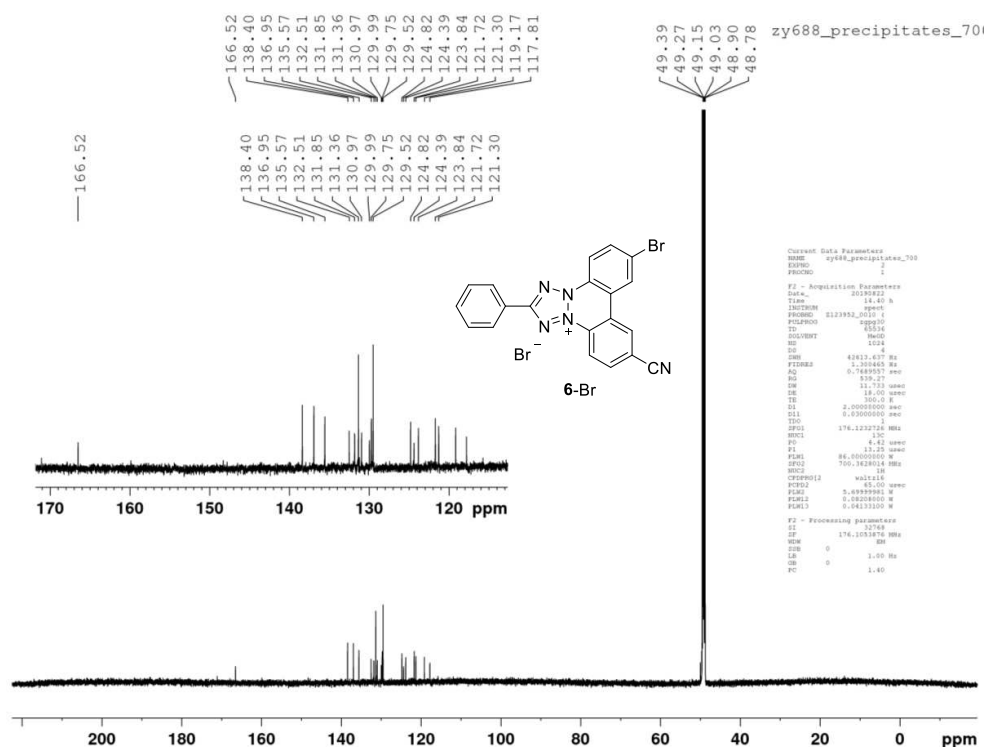 zy688_precipitates_700
166.52
138.40
136.95
135.57
132.51
131.85
131.36
130.97
129.99
129.75
129.52
124.82
124.39
123.84
121.72
121.30
119.17
117.81
49.39
49.27
49.15
49.03
48.90
48.78
166.52
138.40
136.95
135.57
132.51
131.85
131.36
130.97
129.99
129.75
129.52
124.82
124.39
123.84
121.72
121.30
Br
N N
N N
+
Br −
CN
6-Br
170 160 150 140 130 120 ppm
Current Data Parameters
NAME zy688_precipitates_700
EXPNO 2
PROCNO 1
F2 - Acquisition Parameters
Date_ 20190822
Time 14.40 h
INSTRUM spect
PROBHD Z123952_0010 (
PULPROG zgpg30
TD 65536
SOLVENT MeOD
NS 1024
DS 4
SWH 42613.637 Hz
FIDRES 1.300465 Hz
AQ 0.7689557 sec
RG 539.27
DW 11.733 usec
DE 18.00 usec
TE 300.0 K
D1 2.00000000 sec
D11 0.03000000 sec
TD0 1
SFO1 176.1232726 MHz
NUC1 13C
P0 4.42 usec
P1 13.25 usec
PLW1 86.00000000 W
SFO2 700.3628014 MHz
NUC2 1H
CPDPRG[2 waltz16
PCPD2 65.00 usec
PLW2 5.69999981 W
PLW12 0.08208000 W
PLW13 0.04133100 W
F2 - Processing parameters
SI 32768
SF 176.1053876 MHz
WDW EM
SSB 0
LB 1.00 Hz
GB 0
PC 1.40
200 180 160 140 120 100 80 60 40 20 0 ppm